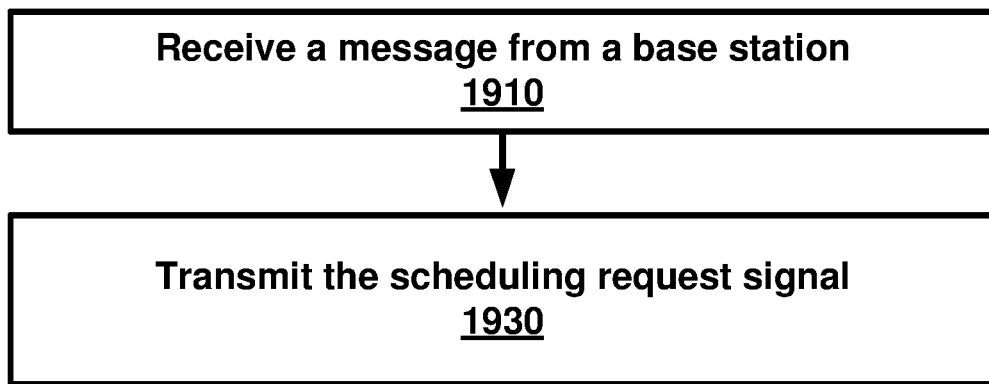 Receive a message from a base station
1910
Transmit the scheduling request signal
1930